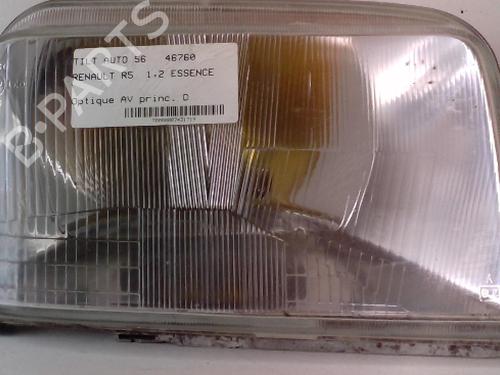 TILT AUTO 56 46760
RENAULT R5 1.2 ESSENCE
Optique AV princ. D
B-PARTS